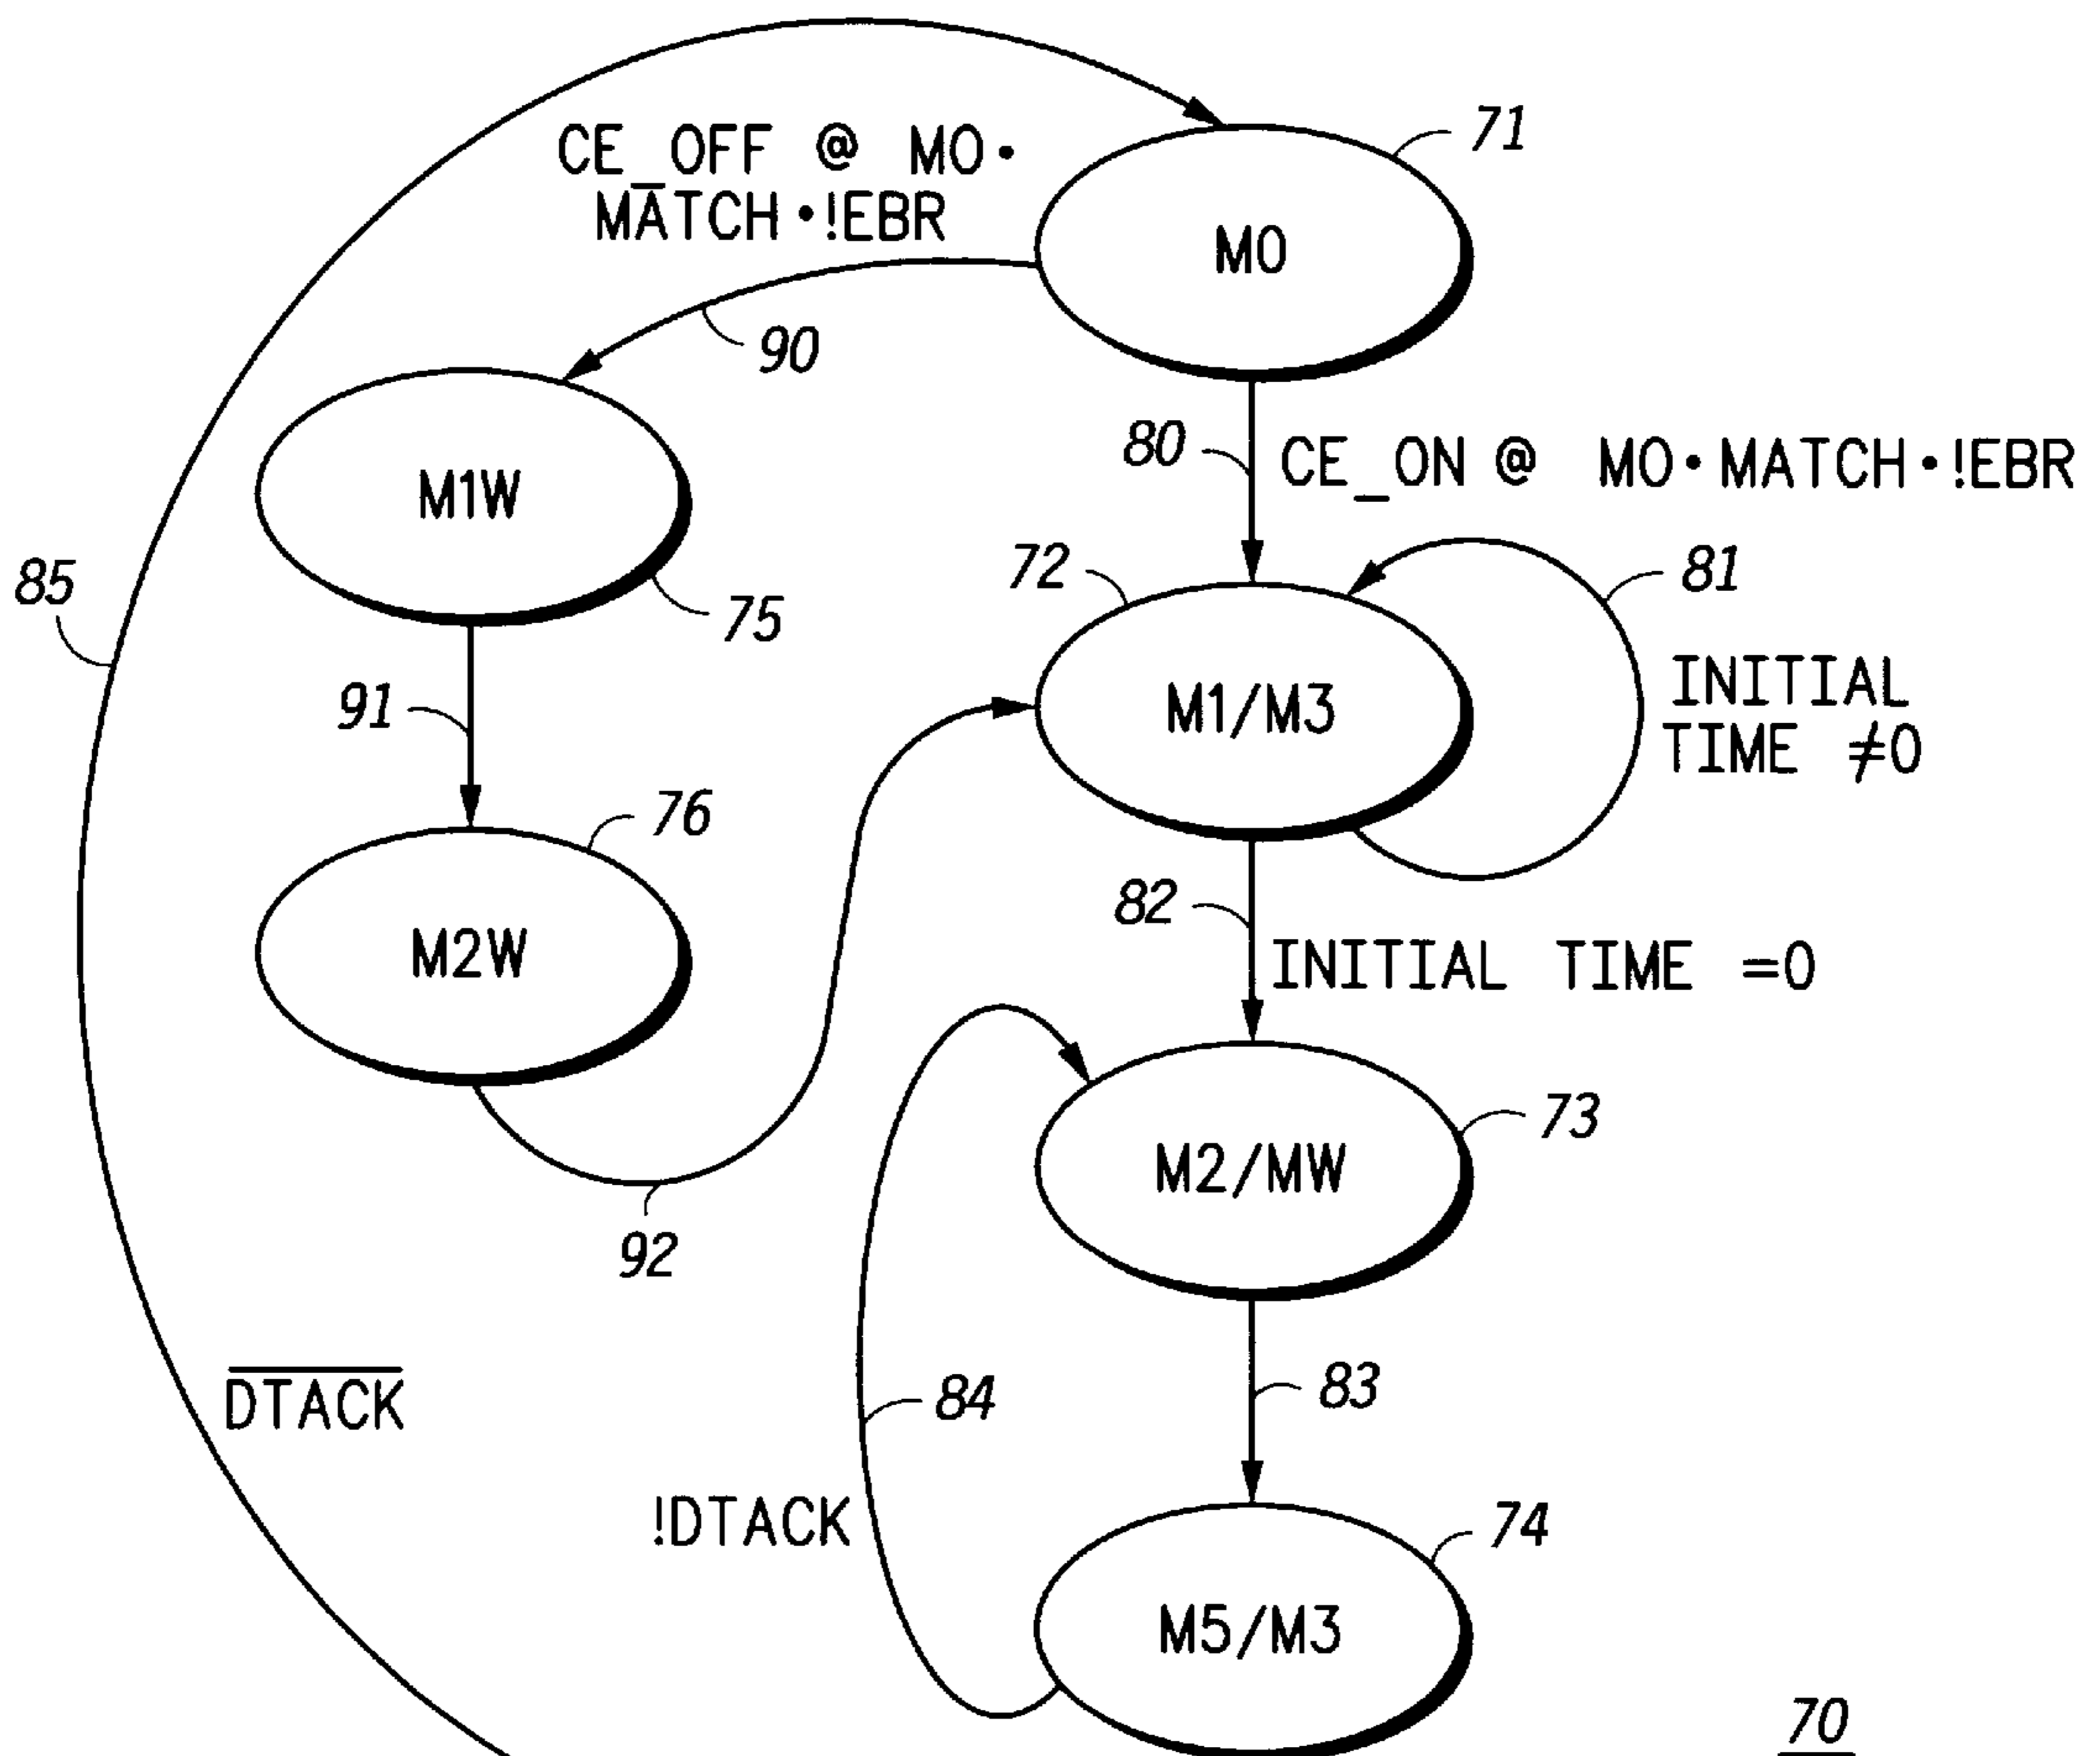 CE_OFF @ MO•
MATCH•!EBR
71
MO
90
M1W
75
80
CE_ON @ MO•MATCH•!EBR
85
72
81
M1/M3
INITIAL
TIME ≠0
91
76
M2W
82
INITIAL TIME =0
73
M2/MW
92
83
D̅T̅A̅C̅K̅
84
!DTACK
74
M5/M3
70